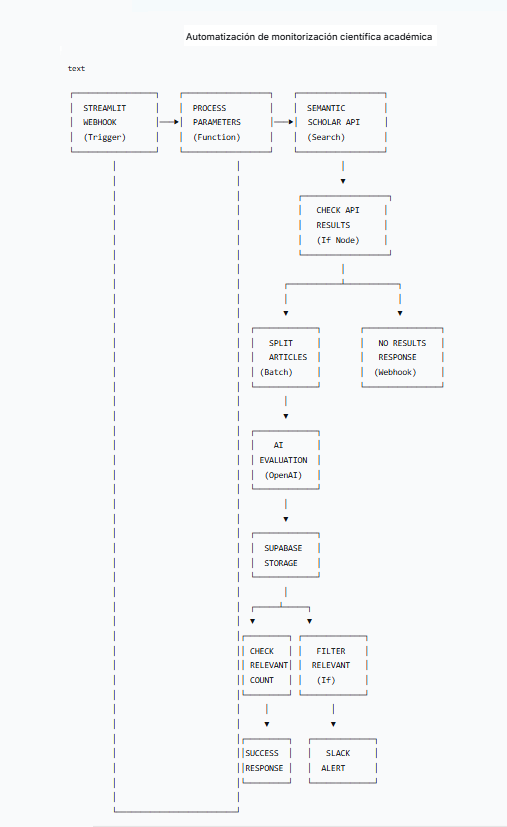 Automatización de monitorización científica académica
text
STREAMLIT
WEBHOOK
(Trigger)
PROCESS
PARAMETERS
(Function)
SEMANTIC
SCHOLAR API
(Search)
CHECK API
RESULTS
(If Node)
SPLIT
ARTICLES
(Batch)
NO RESULTS
RESPONSE
(Webhook)
AI
EVALUATION
(OpenAI)
SUPABASE
STORAGE
CHECK
RELEVANT
COUNT
FILTER
RELEVANT
(If)
SUCCESS
RESPONSE
SLACK
ALERT